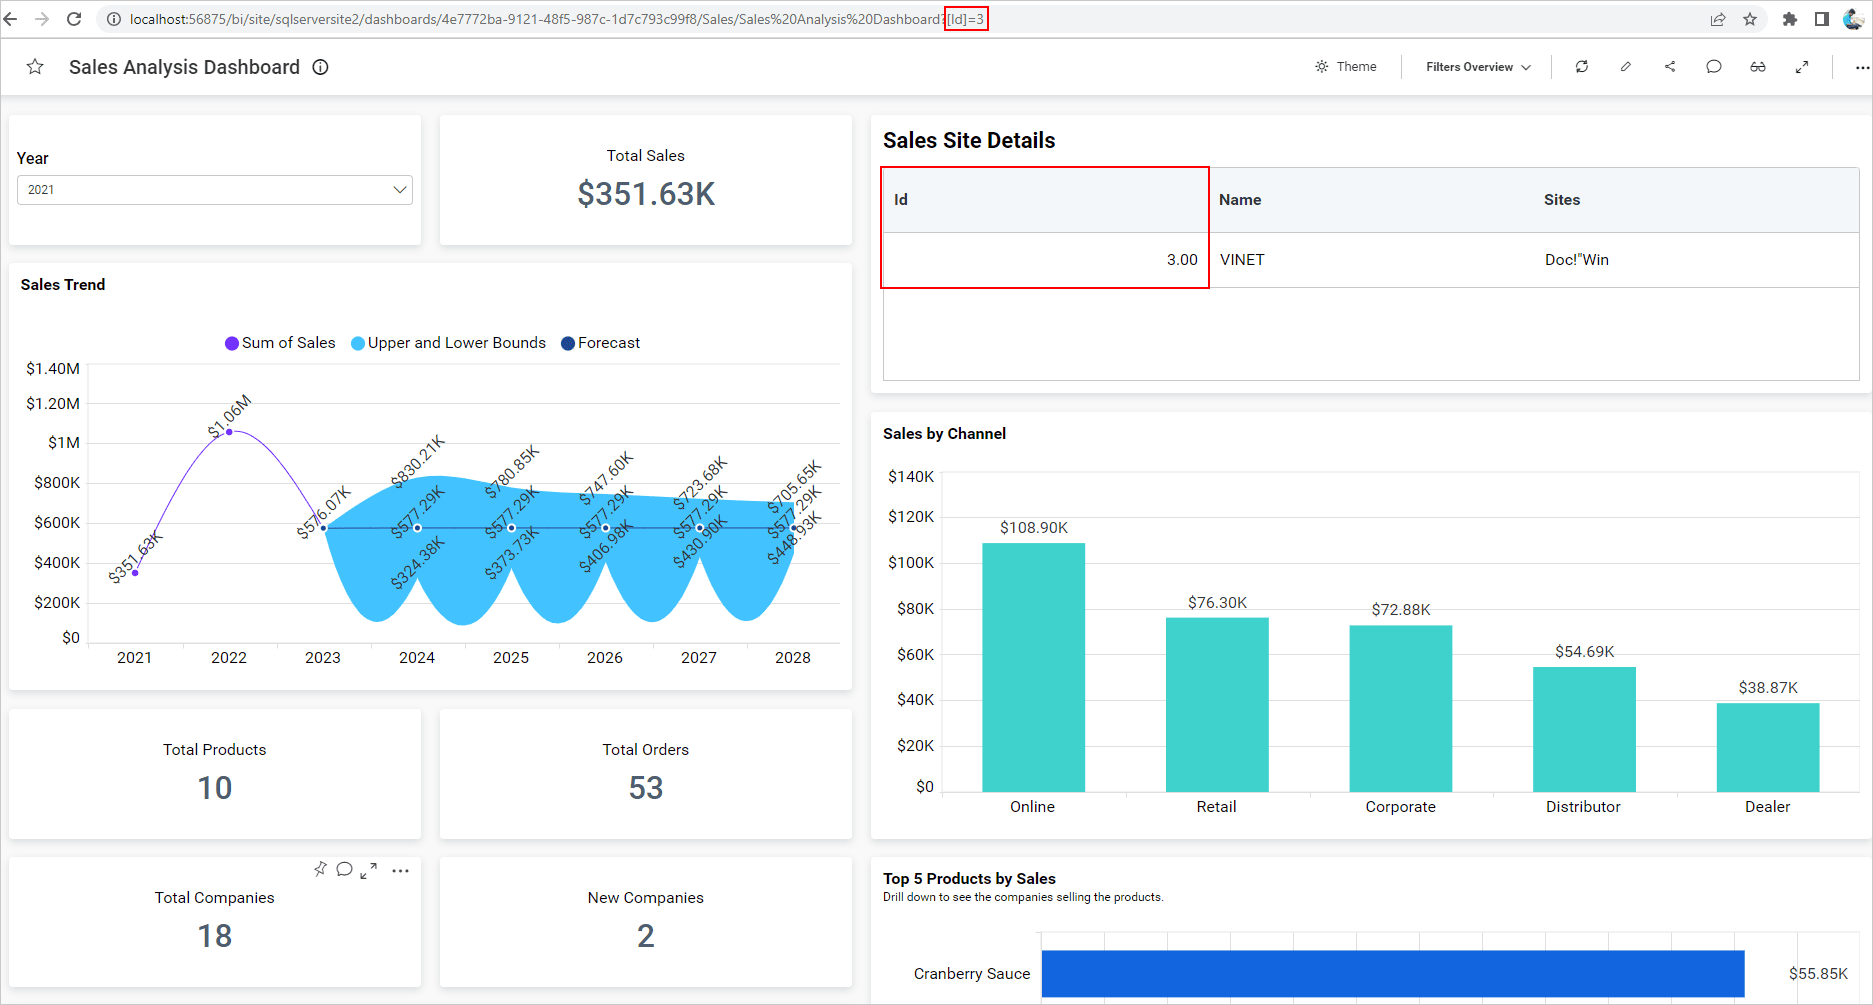 localhost:56875/bi/site/sqlserversite2/dashboards/4e7772ba-9121-48f5-987c-1d7c793c99f8/Sales/Sales%20Analysis%20Dashboard?[Id]=3
Sales Analysis Dashboard
Theme
Filters Overview
Year
2021
Total Sales
$351.63K
Sales Site Details
Id Name Sites
3.00 VINET Doc!"Win
Sales Trend
Sum of Sales Upper and Lower Bounds Forecast
$1.40M
$1.20M
$1M
$800K
$600K
$400K
$200K
$0
$351.63K
$1.06M
$576.07K
$830.21K
$577.29K
$324.38K
$780.85K
$577.29K
$373.73K
$747.60K
$577.29K
$406.98K
$723.68K
$577.29K
$430.90K
$705.65K
$577.29K
$448.93K
2021 2022 2023 2024 2025 2026 2027 2028
Sales by Channel
$140K
$120K
$100K
$80K
$60K
$40K
$20K
$0
$108.90K
$76.30K
$72.88K
$54.69K
$38.87K
Online Retail Corporate Distributor Dealer
Total Products
10
Total Orders
53
Total Companies
18
New Companies
2
Top 5 Products by Sales
Drill down to see the companies selling the products.
Cranberry Sauce $55.85K